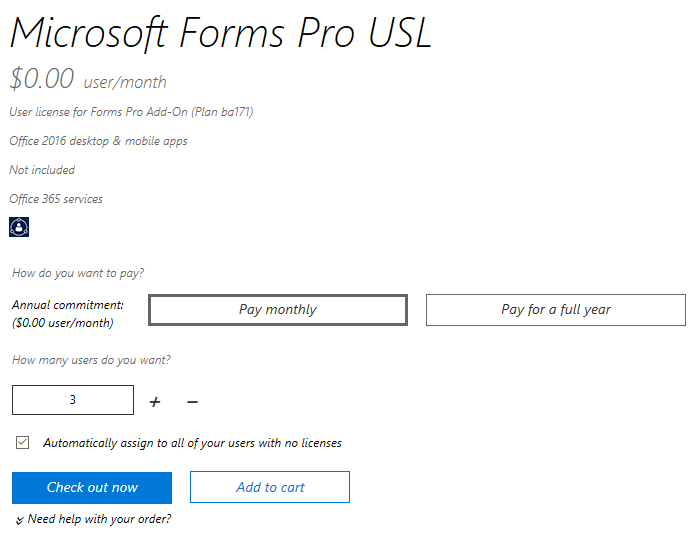 Microsoft Forms Pro USL
$0.00 user/month
User license for Forms Pro Add-On (Plan ba171)
Office 2016 desktop & mobile apps
Not included
Office 365 services
How do you want to pay?
Annual commitment:
($0.00 user/month)
Pay monthly
Pay for a full year
How many users do you want?
3 + −
Automatically assign to all of your users with no licenses
Check out now
Add to cart
Need help with your order?